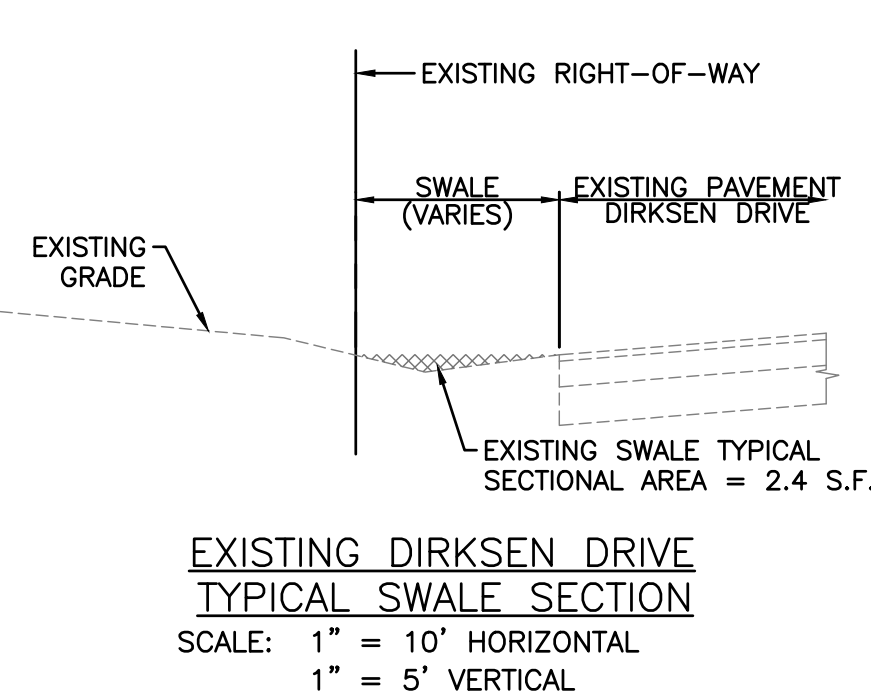 EXISTING RIGHT-OF-WAY
SWALE
(VARIES)
EXISTING PAVEMENT
DIRKSEN DRIVE
EXISTING
GRADE
EXISTING SWALE TYPICAL
SECTIONAL AREA = 2.4 S.F.
EXISTING DIRKSEN DRIVE
TYPICAL SWALE SECTION
SCALE: 1" = 10' HORIZONTAL
1" = 5' VERTICAL